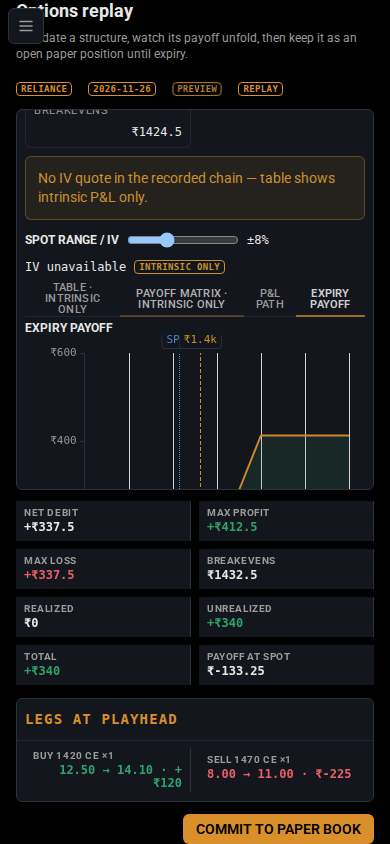 Options replay
date a structure, watch its payoff unfold, then keep it as an
open paper position until expiry.
RELIANCE 2026-11-26 PREVIEW REPLAY
BREAKEVENS
₹1424.5
No IV quote in the recorded chain — table shows
intrinsic P&L only.
SPOT RANGE / IV ±8%
IV unavailable INTRINSIC ONLY
TABLE ·
INTRINSIC
ONLY
PAYOFF MATRIX ·
INTRINSIC ONLY
P&L
PATH
EXPIRY
PAYOFF
EXPIRY PAYOFF
SP ₹1.4k
₹600
₹400
NET DEBIT
+₹337.5
MAX PROFIT
+₹412.5
MAX LOSS
+₹337.5
BREAKEVENS
₹1432.5
REALIZED
₹0
UNREALIZED
+₹340
TOTAL
+₹340
PAYOFF AT SPOT
₹-133.25
LEGS AT PLAYHEAD
BUY 1420 CE ×1
12.50 → 14.10 · +
₹120
SELL 1470 CE ×1
8.00 → 11.00 · ₹-225
COMMIT TO PAPER BOOK